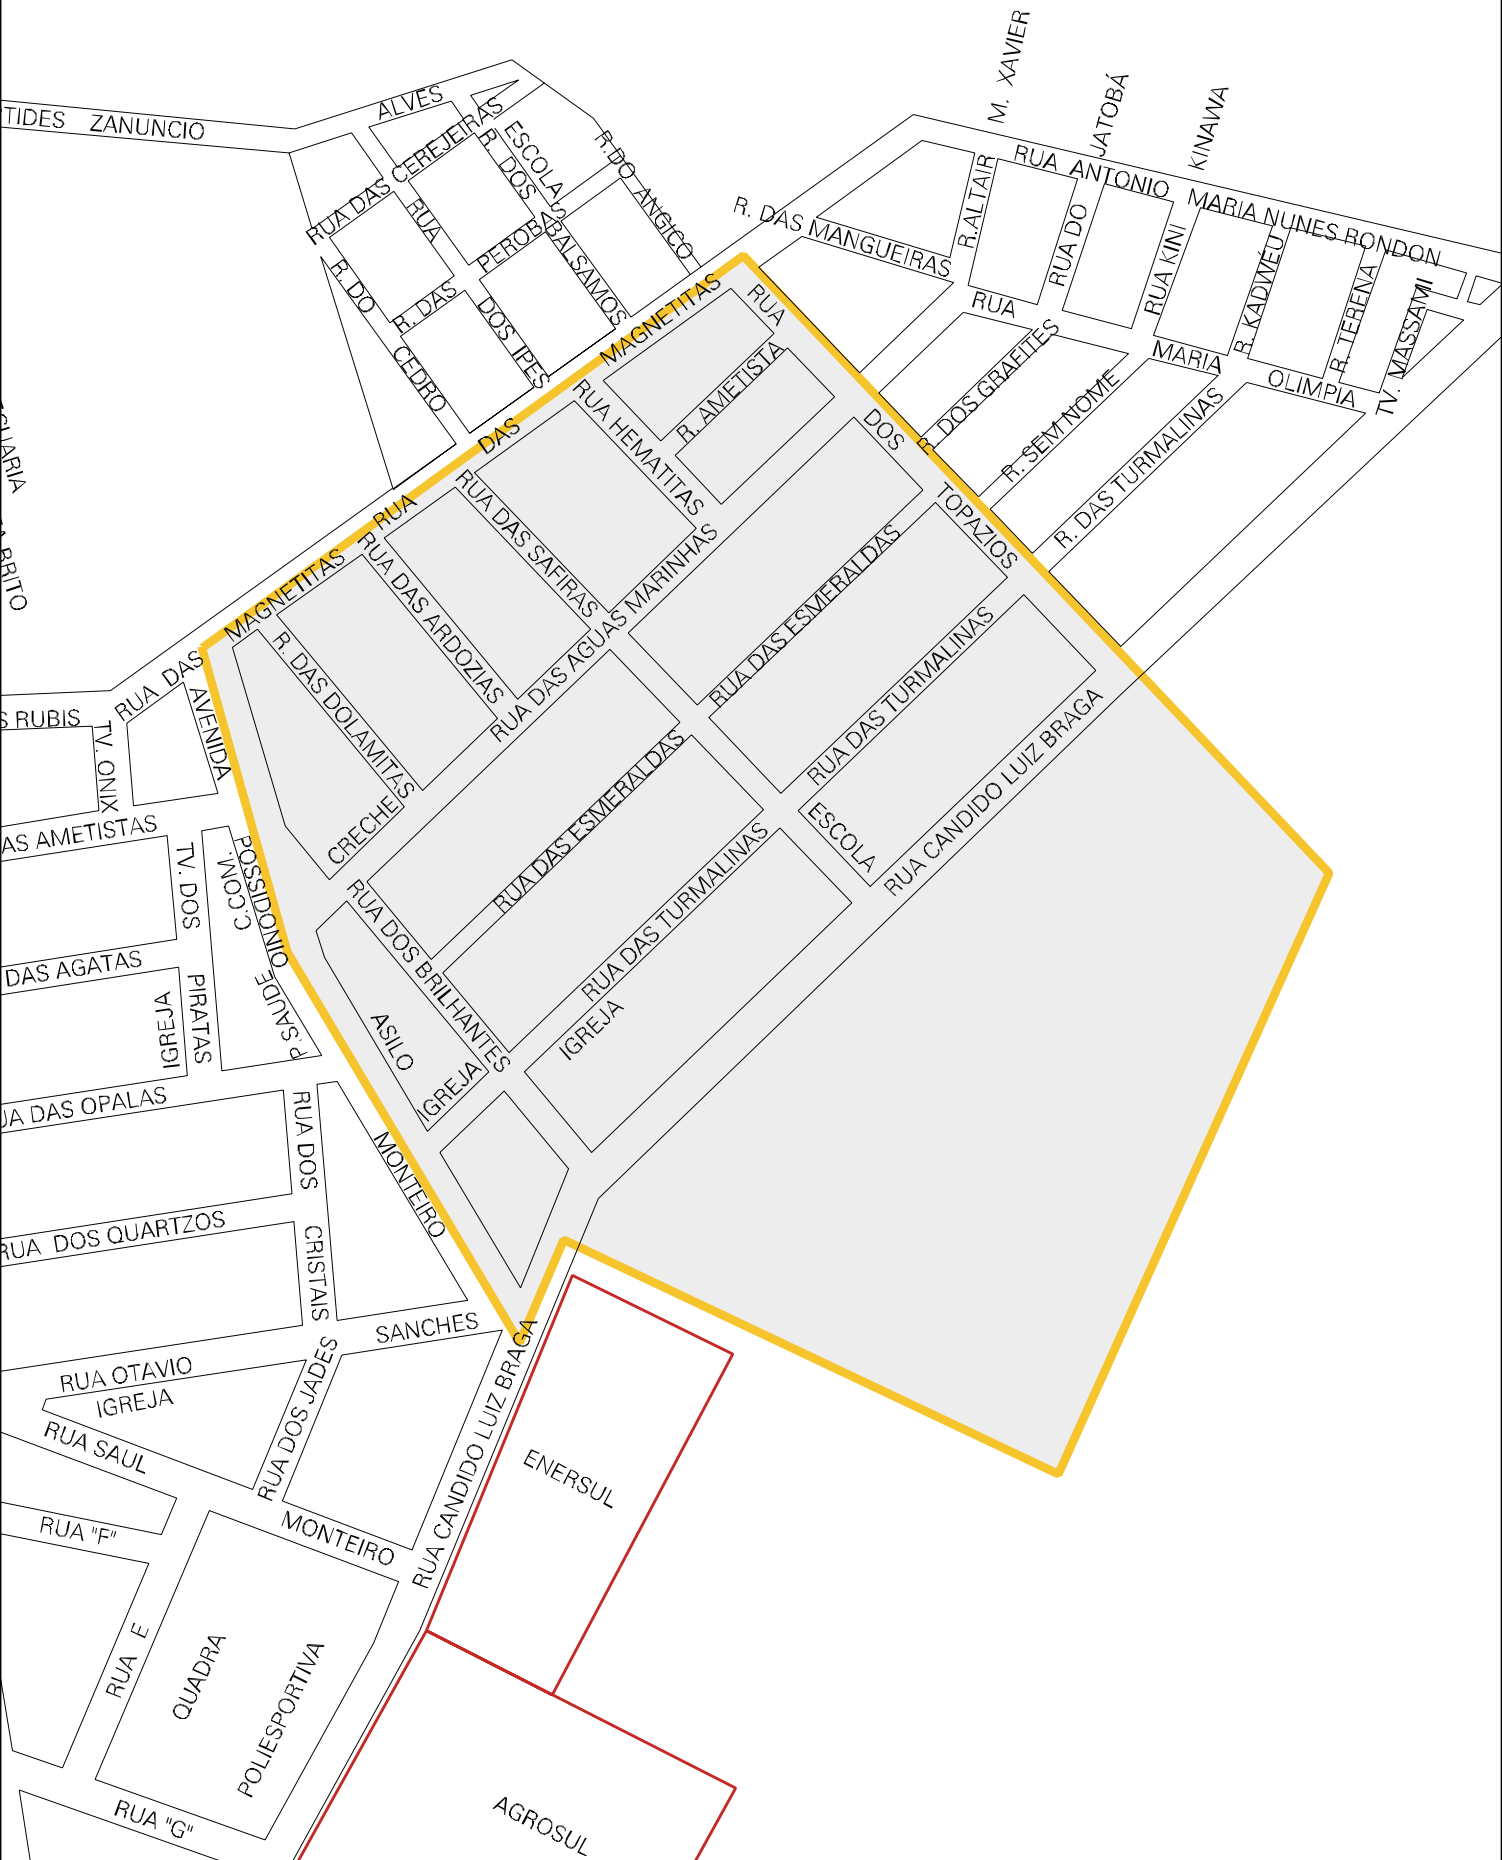 M. XAVIER
JATOBÁ
KINAWA
TIDES ZANUNCIO
ALVES
RUA DAS CEREJEIRAS
ESCOLA
R. DOS
BALSAMOS
R.DO ANGICO
RUA
DOS IPES
R. DAS
PEROBAS
R. DO
CEDRO
R. DAS MANGUEIRAS
R.ALTAIR
RUA ANTONIO
MARIA NUNES RONDON
RUA DO
RUA KINI
R. KADWÉU
R. TERENA
TV. MASSAMI
RUA
MARIA
OLIMPIA
R. DOS GRAFITES
R. SEM NOME
R. DAS TURMALINAS
RUA
DOS
TOPAZIOS
MAGNETITAS
DAS
RUA
MAGNETITAS
RUA DAS
R. AMETISTA
RUA HEMATITAS
RUA DAS SAFIRAS
RUA DAS ARDOZIAS
R. DAS DOLAMITAS
RUA DAS AGUAS MARINHAS
RUA DAS ESMERALDAS
RUA DAS TURMALINAS
RUA CANDIDO LUIZ BRAGA
ESCOLA
CRECHE
RUA DAS ESMERALDAS
RUA DAS TURMALINAS
RUA DOS BRILHANTES
IGREJA
ASILO
IGREJA
BRITO
S RUBIS
TV. ONIX
AVENIDA
POSSIDONIO
MONTEIRO
AS AMETISTAS
TV. DOS
PIRATAS
C.COM.
P.SAUDE
DAS AGATAS
IGREJA
UA DAS OPALAS
RUA DOS
CRISTAIS
RUA DOS QUARTZOS
SANCHES
RUA OTAVIO
IGREJA
RUA DOS JADES
RUA SAUL
MONTEIRO
RUA CANDIDO LUIZ BRAGA
RUA "F"
RUA E
QUADRA
POLIESPORTIVA
RUA "G"
ENERSUL
AGROSUL